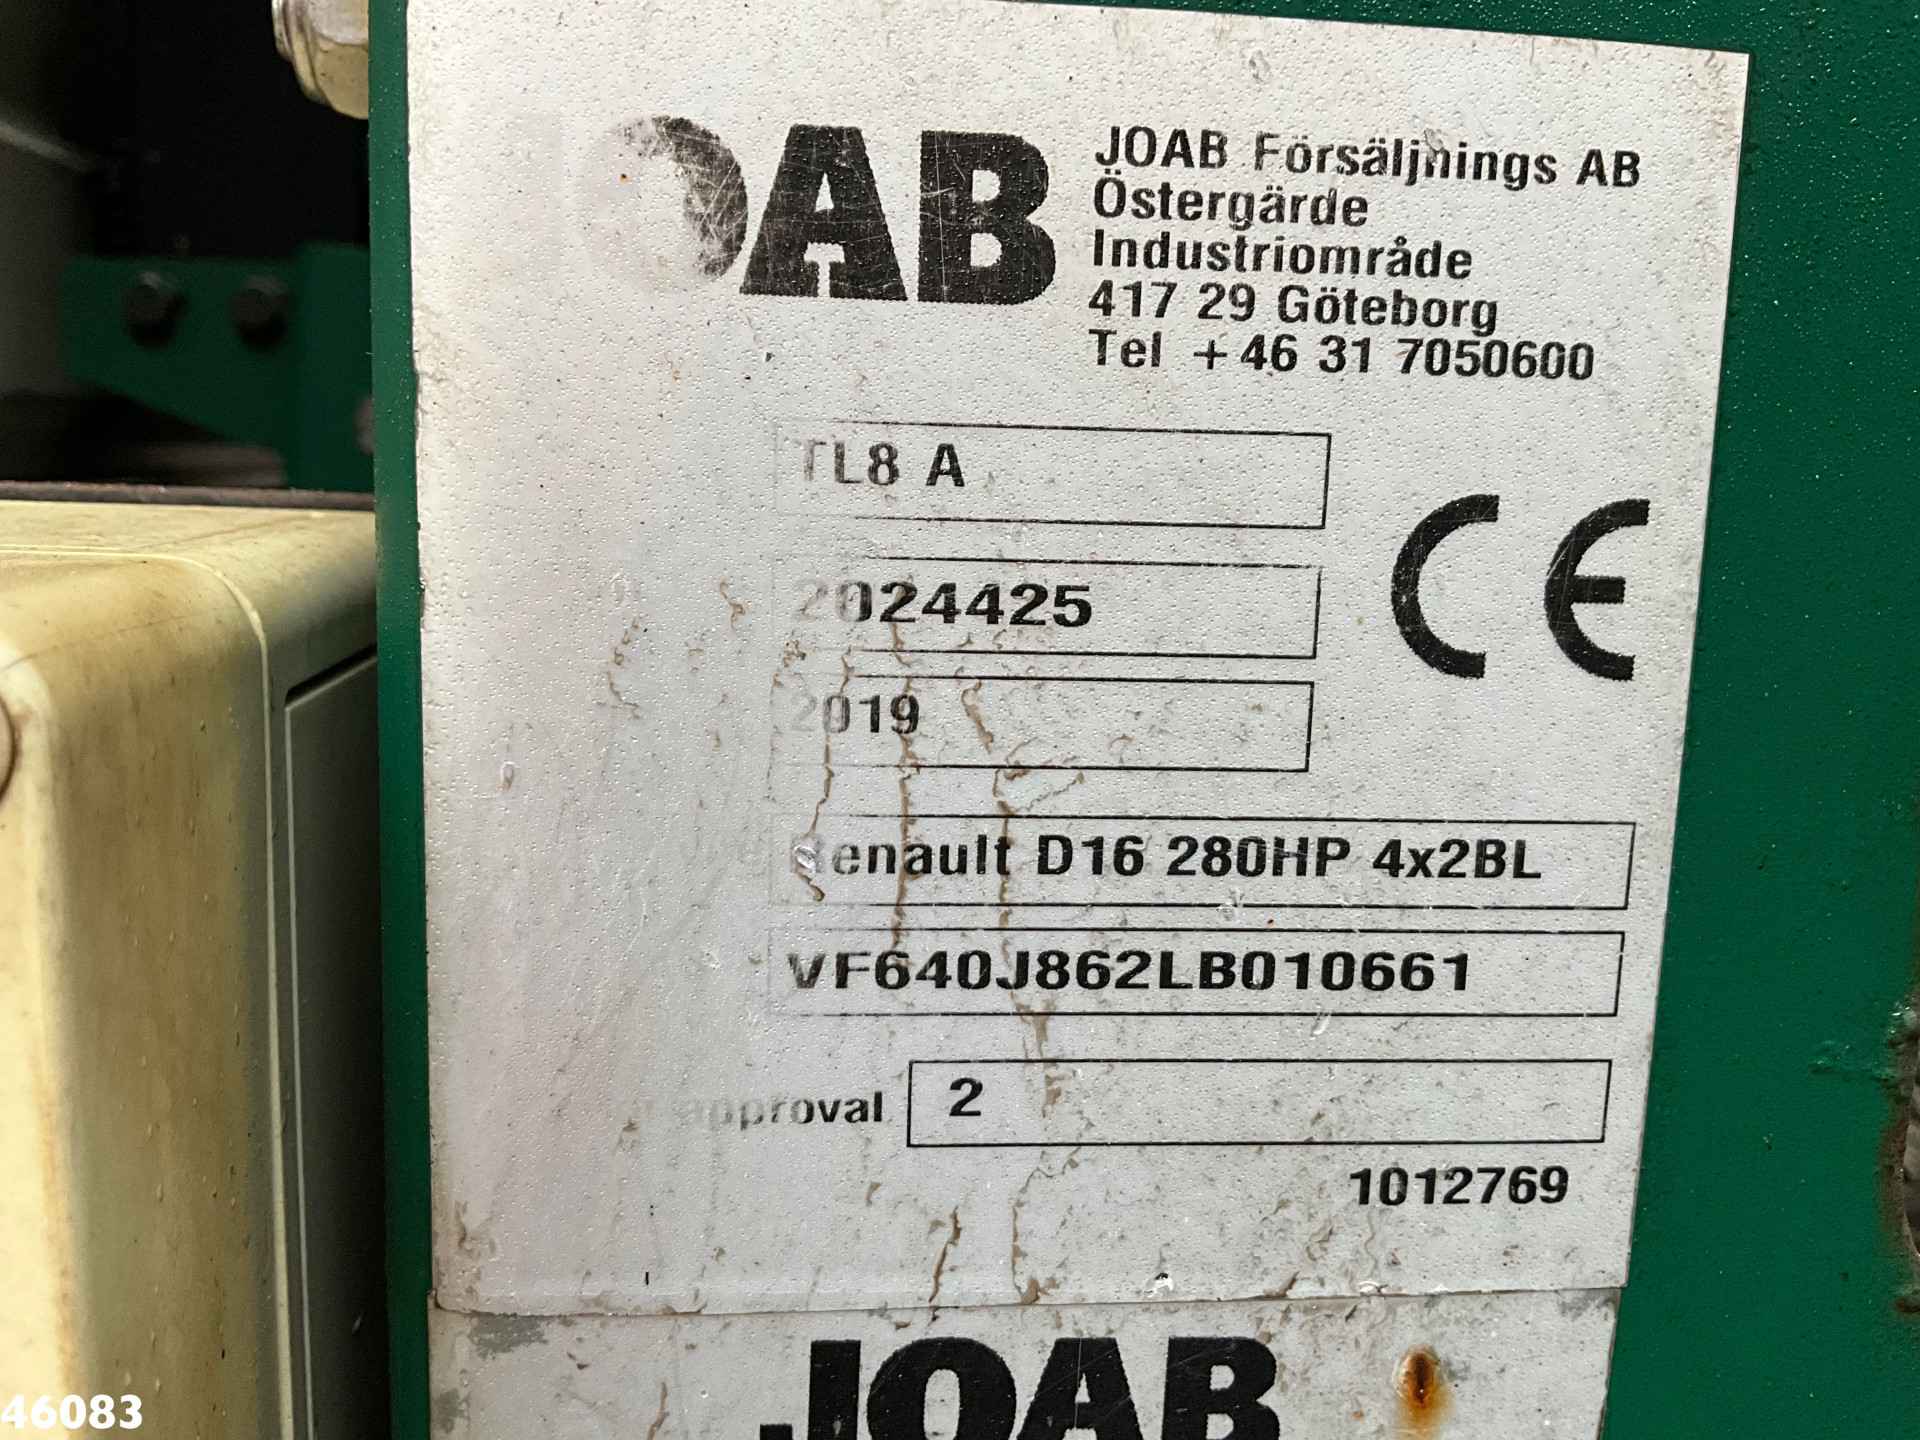 OAB
JOAB Försäljnings AB
Östergärde
Industriområde
417 29 Göteborg
Tel +46 31 7050600
TL8 A
2024425
2019
CE
Renault D16 280HP 4x2BL
VF640J862LB010661
approval 2
1012769
JOAB
46083